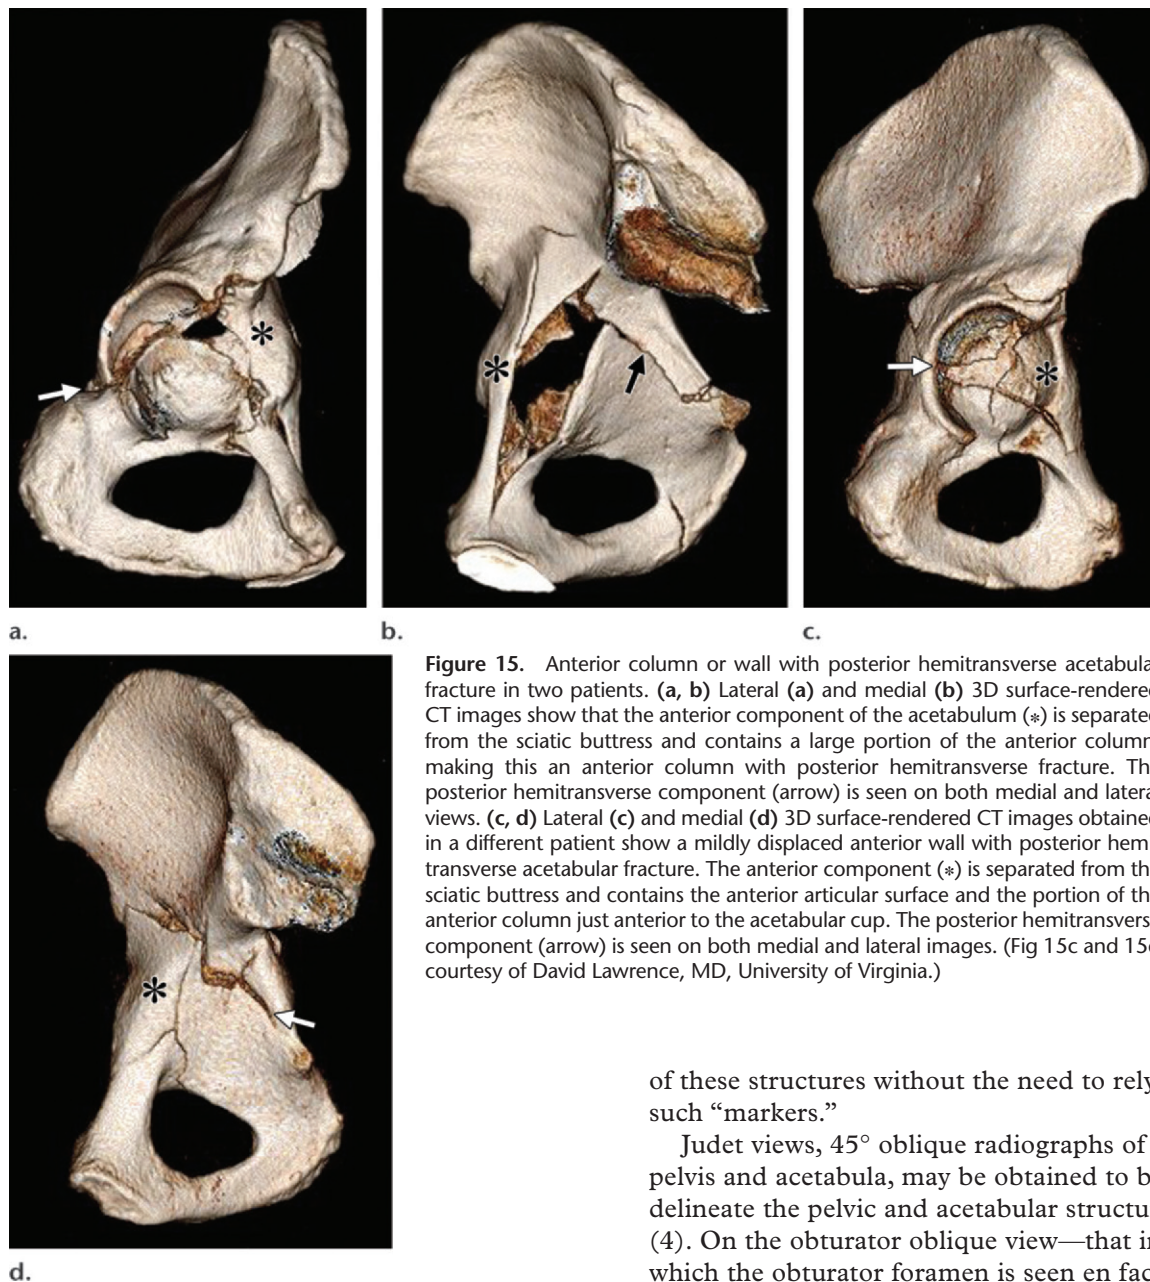 a.
b.
c.
Figure 15. Anterior column or wall with posterior hemitransverse acetabula
fracture in two patients. (a, b) Lateral (a) and medial (b) 3D surface-rendere
CT images show that the anterior component of the acetabulum (*) is separate
from the sciatic buttress and contains a large portion of the anterior column
making this an anterior column with posterior hemitransverse fracture. Th
posterior hemitransverse component (arrow) is seen on both medial and latera
views. (c, d) Lateral (c) and medial (d) 3D surface-rendered CT images obtaine
in a different patient show a mildly displaced anterior wall with posterior hem
transverse acetabular fracture. The anterior component (*) is separated from th
sciatic buttress and contains the anterior articular surface and the portion of th
anterior column just anterior to the acetabular cup. The posterior hemitransvers
component (arrow) is seen on both medial and lateral images. (Fig 15c and 15
courtesy of David Lawrence, MD, University of Virginia.)
d.
of these structures without the need to rely
such “markers.”
Judet views, 45° oblique radiographs of
pelvis and acetabula, may be obtained to b
delineate the pelvic and acetabular structu
(4). On the obturator oblique view—that i
which the obturator foramen is seen en fac